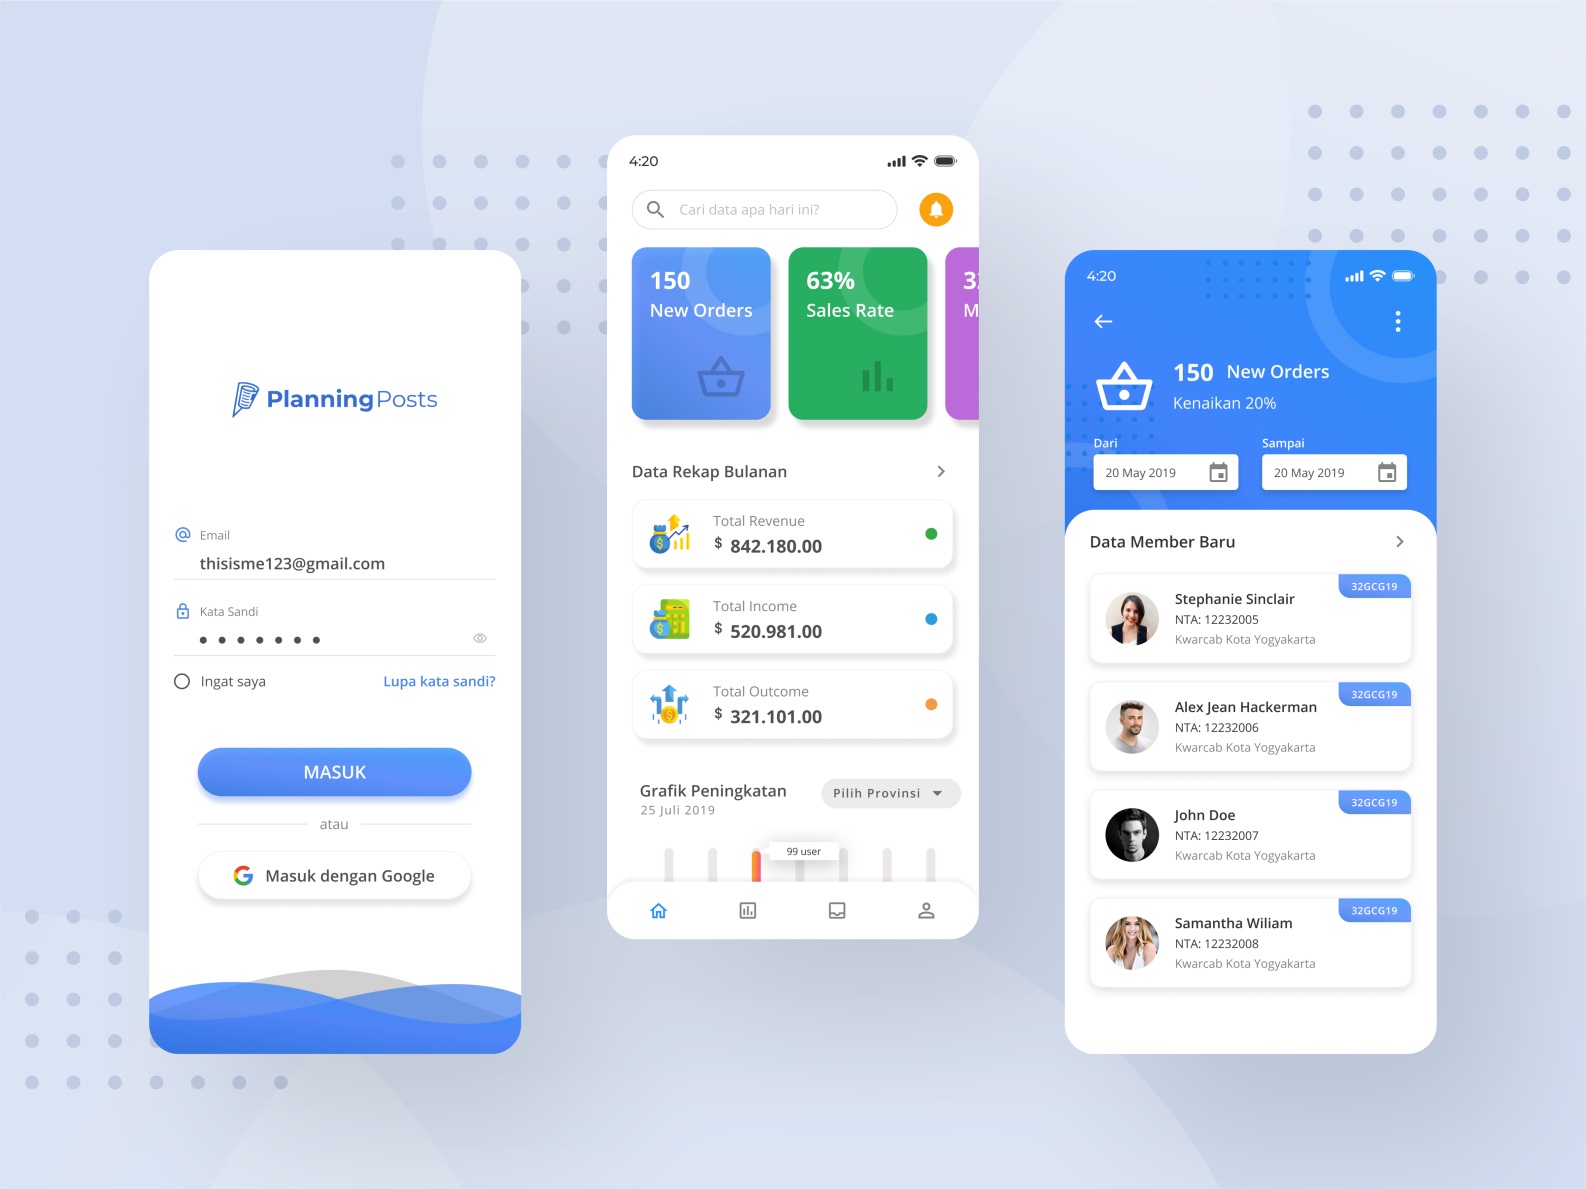 PlanningPosts
Email
thisisme123@gmail.com
Kata Sandi
Ingat saya
Lupa kata sandi?
MASUK
atau
Masuk dengan Google
4:20
Cari data apa hari ini?
150
New Orders
63%
Sales Rate
3
M
Data Rekap Bulanan
Total Revenue
$ 842.180.00
Total Income
$ 520.981.00
Total Outcome
$ 321.101.00
Grafik Peningkatan
25 Juli 2019
Pilih Provinsi
99 user
4:20
150 New Orders
Kenaikan 20%
Dari
Sampai
20 May 2019
20 May 2019
Data Member Baru
32GCG19
Stephanie Sinclair
NTA: 12232005
Kwarcab Kota Yogyakarta
32GCG19
Alex Jean Hackerman
NTA: 12232006
Kwarcab Kota Yogyakarta
32GCG19
John Doe
NTA: 12232007
Kwarcab Kota Yogyakarta
32GCG19
Samantha Wiliam
NTA: 12232008
Kwarcab Kota Yogyakarta